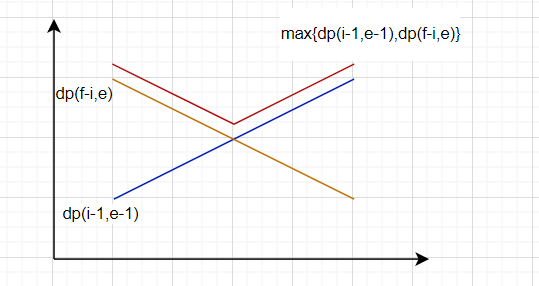 max{dp(i-1,e-1),dp(f-i,e)}
dp(f-i,e)
dp(i-1,e-1)